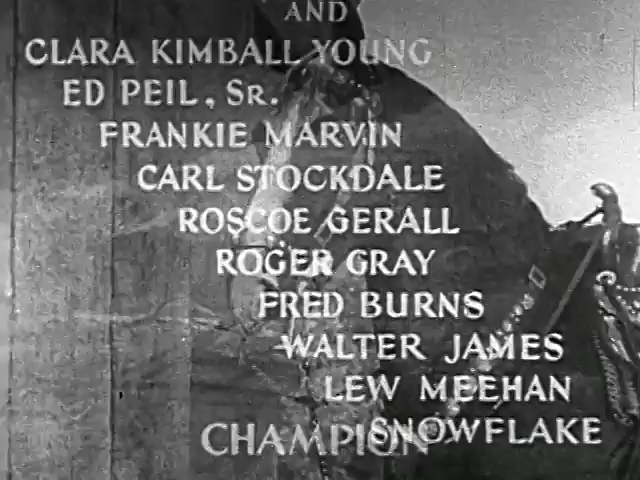 AND
CLARA KIMBALL YOUNG
ED PEIL, SR.
FRANKIE MARVIN
CARL STOCKDALE
ROSCOE GERALL
ROGER GRAY
FRED BURNS
WALTER JAMES
LEW MEEHAN
SNOWFLAKE
CHAMPION